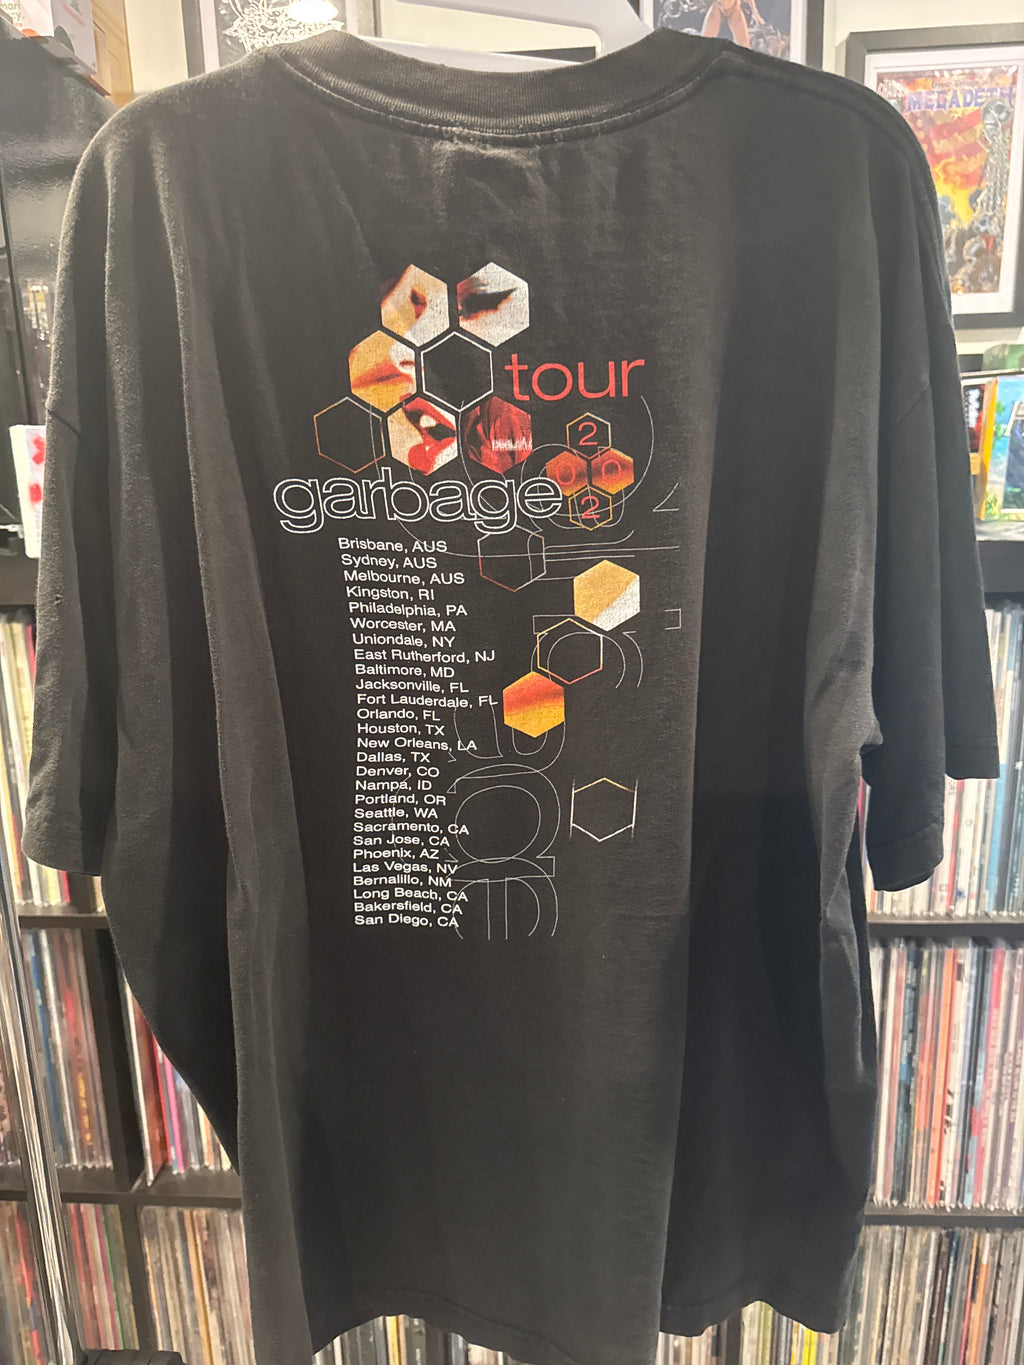 MEGADETH
tour
2
0 0
2
garbage
Brisbane, AUS
Sydney, AUS
Melbourne, AUS
Kingston, RI
Philadelphia, PA
Worcester, MA
Uniondale, NY
East Rutherford, NJ
Baltimore, MD
Jacksonville, FL
Fort Lauderdale, FL
Orlando, FL
Houston, TX
New Orleans, LA
Dallas, TX
Denver, CO
Nampa, ID
Portland, OR
Seattle, WA
Sacramento, CA
San Jose, CA
Phoenix, AZ
Las Vegas, NV
Bernalillo, NM
Long Beach, CA
Bakersfield, CA
San Diego, CA